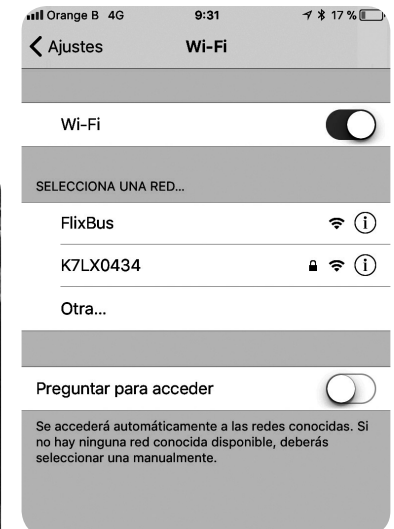 Orange B 4G 9:31 17 %
Ajustes Wi-Fi
Wi-Fi
SELECCIONA UNA RED...
FlixBus
K7LX0434
Otra...
Preguntar para acceder
Se accederá automáticamente a las redes conocidas. Si
no hay ninguna red conocida disponible, deberás
seleccionar una manualmente.